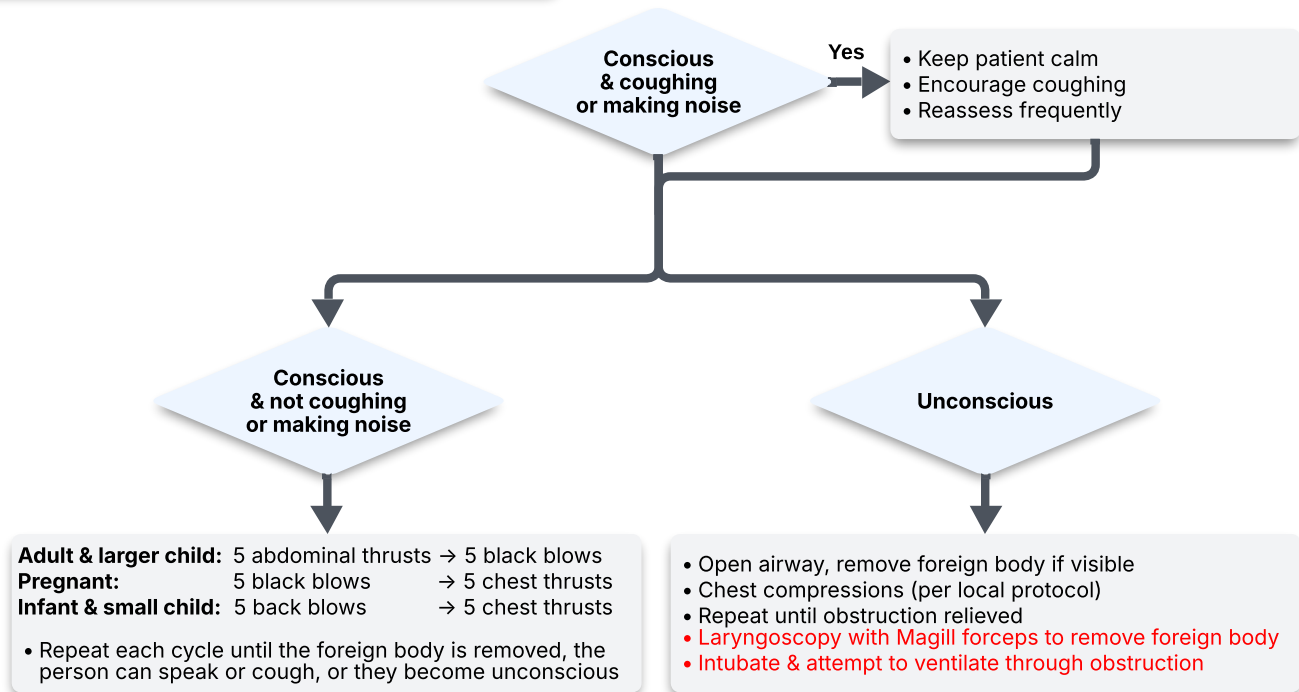 Conscious
& coughing
or making noise
Yes
• Keep patient calm
• Encourage coughing
• Reassess frequently
Conscious
& not coughing
or making noise
Unconscious
Adult & larger child: 5 abdominal thrusts → 5 black blows
Pregnant: 5 black blows → 5 chest thrusts
Infant & small child: 5 back blows → 5 chest thrusts
• Repeat each cycle until the foreign body is removed, the
person can speak or cough, or they become unconscious
• Open airway, remove foreign body if visible
• Chest compressions (per local protocol)
• Repeat until obstruction relieved
• Laryngoscopy with Magill forceps to remove foreign body
• Intubate & attempt to ventilate through obstruction